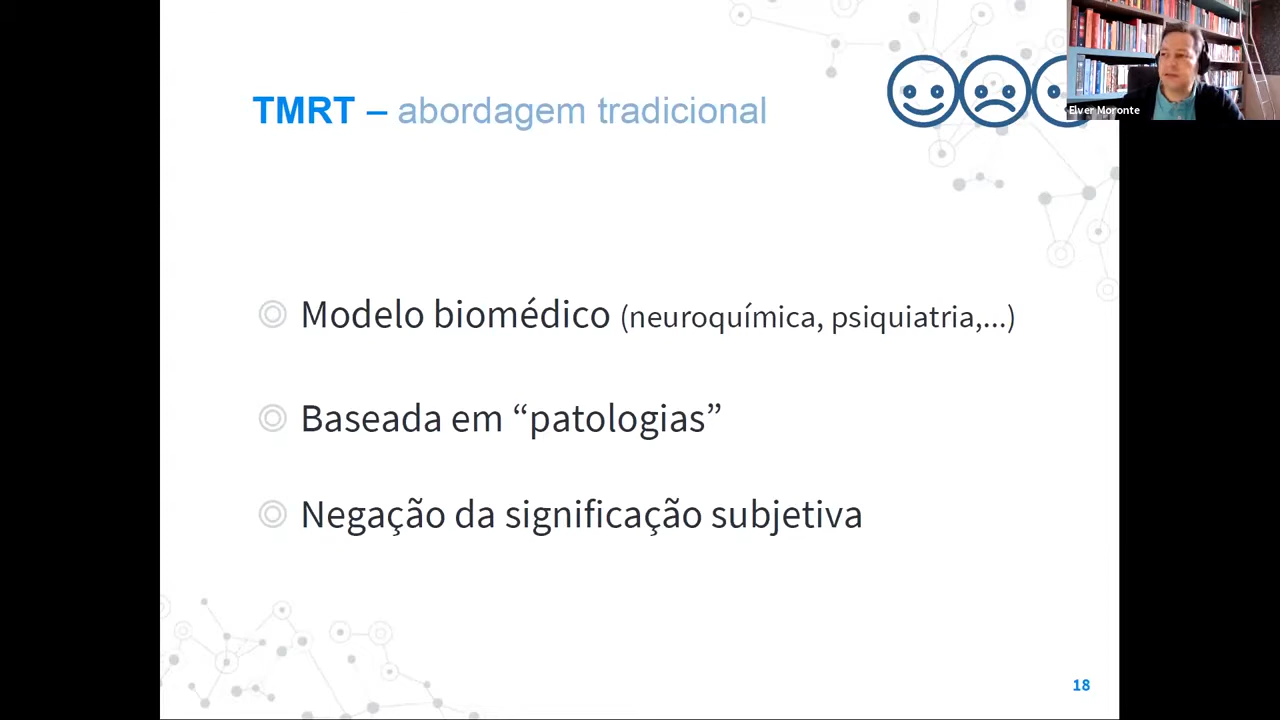 TMRT – abordagem tradicional
Elver Moronte
Modelo biomédico (neuroquímica, psiquiatria,...)
Baseada em “patologias”
Negação da significação subjetiva
18